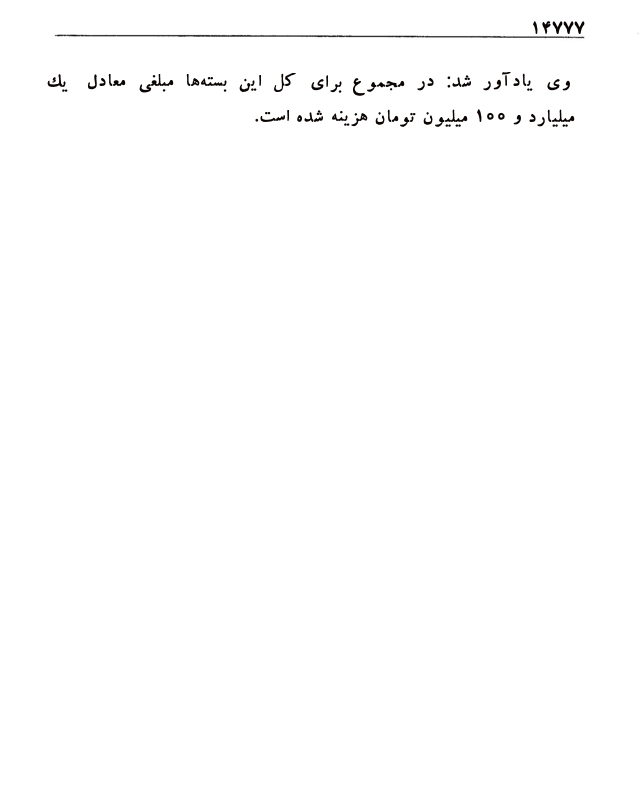 ۱۴۷۷۷
وی یادآور شد: در مجموع برای کل این بسته‌ها مبلغی معادل یك
میلیارد و ۱۰۰ میلیون تومان هزینه شده است.